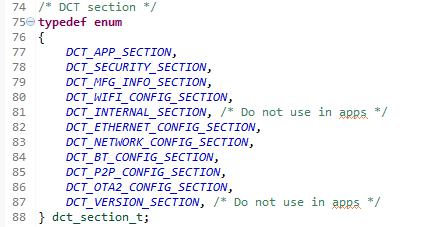 74 /* DCT section */
75 typedef enum
76 {
77     DCT_APP_SECTION,
78     DCT_SECURITY_SECTION,
79     DCT_MFG_INFO_SECTION,
80     DCT_WIFI_CONFIG_SECTION,
81     DCT_INTERNAL_SECTION, /* Do not use in apps */
82     DCT_ETHERNET_CONFIG_SECTION,
83     DCT_NETWORK_CONFIG_SECTION,
84     DCT_BT_CONFIG_SECTION,
85     DCT_P2P_CONFIG_SECTION,
86     DCT_OTA2_CONFIG_SECTION,
87     DCT_VERSION_SECTION, /* Do not use in apps */
88 } dct_section_t;